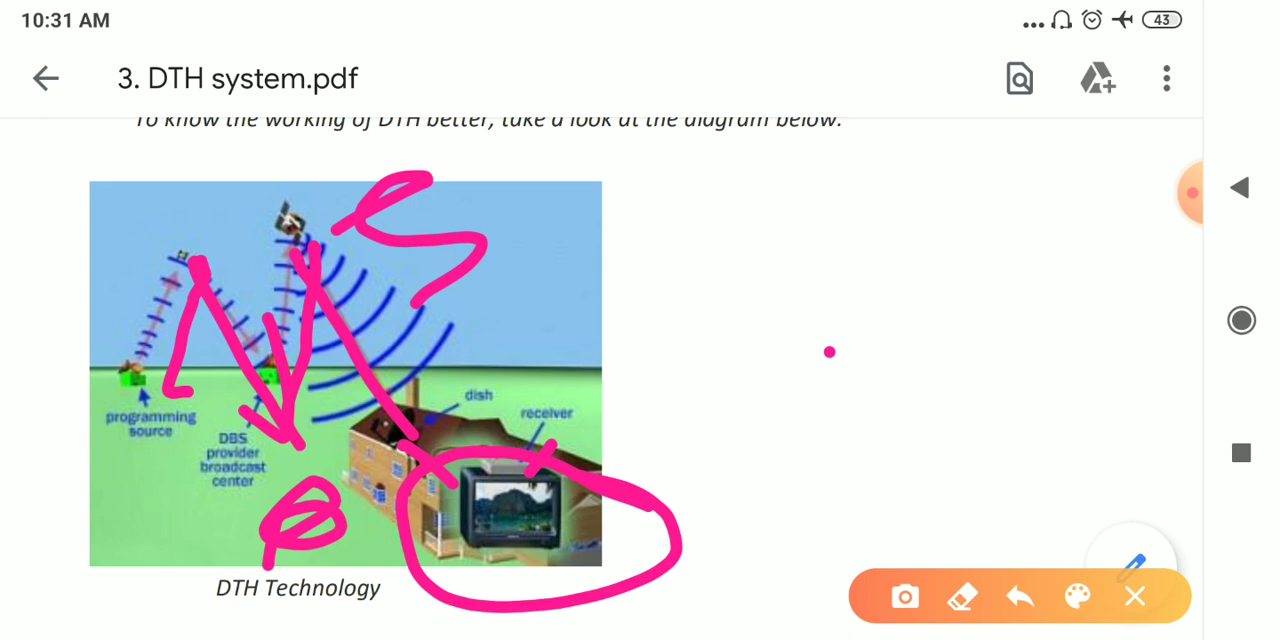 10:31 AM
43
3. DTH system.pdf
To know the working of DTH better, take a look at the diagram below.
dish
receiver
programming
source
DBS
provider
broadcast
center
DTH Technology